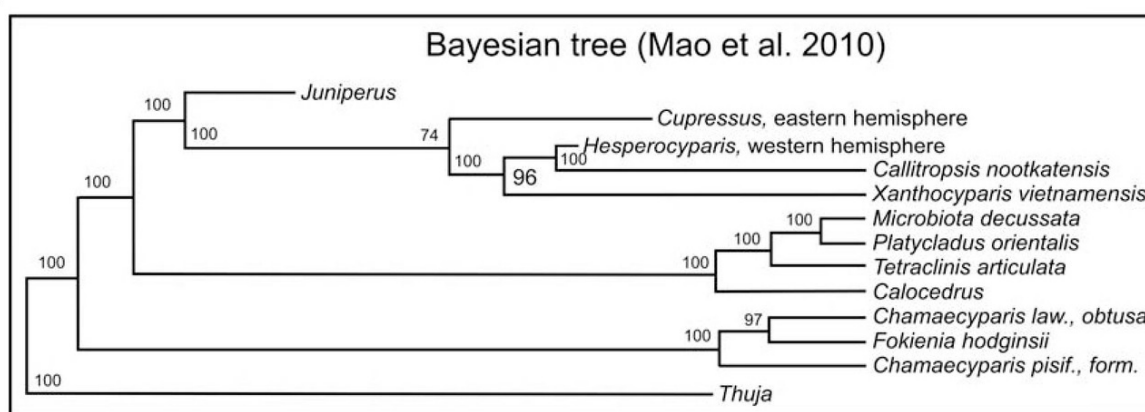 Bayesian tree (Mao et al. 2010)
Juniperus
100
100
74
Cupressus, eastern hemisphere
Hesperocyparis, western hemisphere
100
100
96
Callitropsis nootkatensis
100
Xanthocyparis vietnamensis
Microbiota decussata
100
Platycladus orientalis
100
Tetraclinis articulata
100
100
Calocedrus
Chamaecyparis law., obtusa
97
Fokienia hodginsii
100
Chamaecyparis pisif., form.
100
Thuja